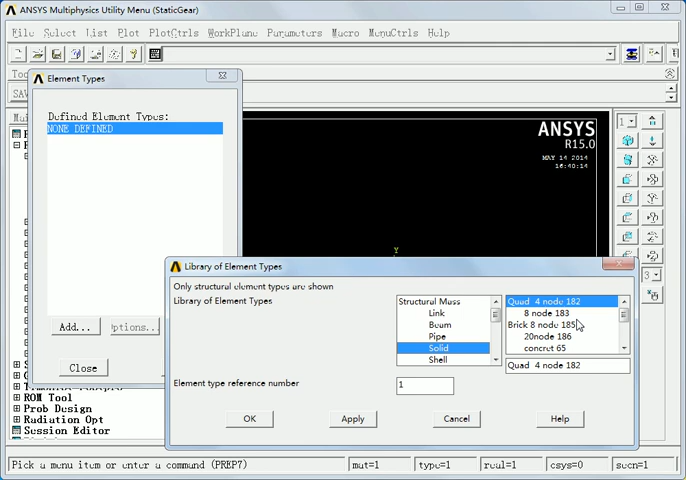 ANSYS Multiphysics Utility Menu (StaticGear)
File Select List Plot PlotCtrls WorkPlane Parameters Macro MenuCtrls Help
Element Types
Defined Element Types:
NONE DEFINED
ANSYS
R15.0
MAY 14 2014
16:40:14
1
Y
Library of Element Types
Only structural element types are shown
Library of Element Types
Structural Mass
Link
Beam
Pipe
Solid
Shell
Quad 4 node 182
8 node 183
Brick 8 node 185
20node 186
concret 65
Quad 4 node 182
3
Add...
Options...
Close
Element type reference number
1
OK
Apply
Cancel
Help
ROM Tool
Prob Design
Radiation Opt
Session Editor
Pick a menu item or enter a command (PREP7)
mat=1
type=1
real=1
csys=0
secn=1